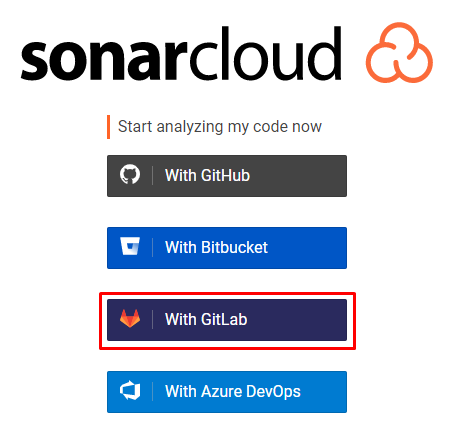 sonarcloud
Start analyzing my code now
With GitHub
With Bitbucket
With GitLab
With Azure DevOps